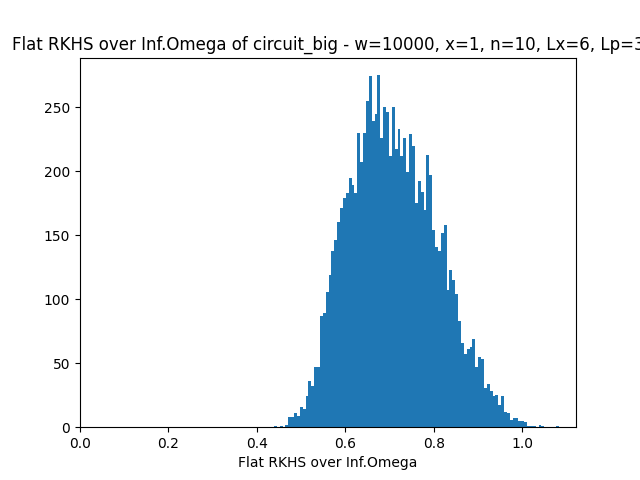 Flat RKHS over Inf.Omega of circuit_big - w=10000, x=1, n=10, Lx=6, Lp=3
250
200
150
100
50
0
0.0 0.2 0.4 0.6 0.8 1.0
Flat RKHS over Inf.Omega